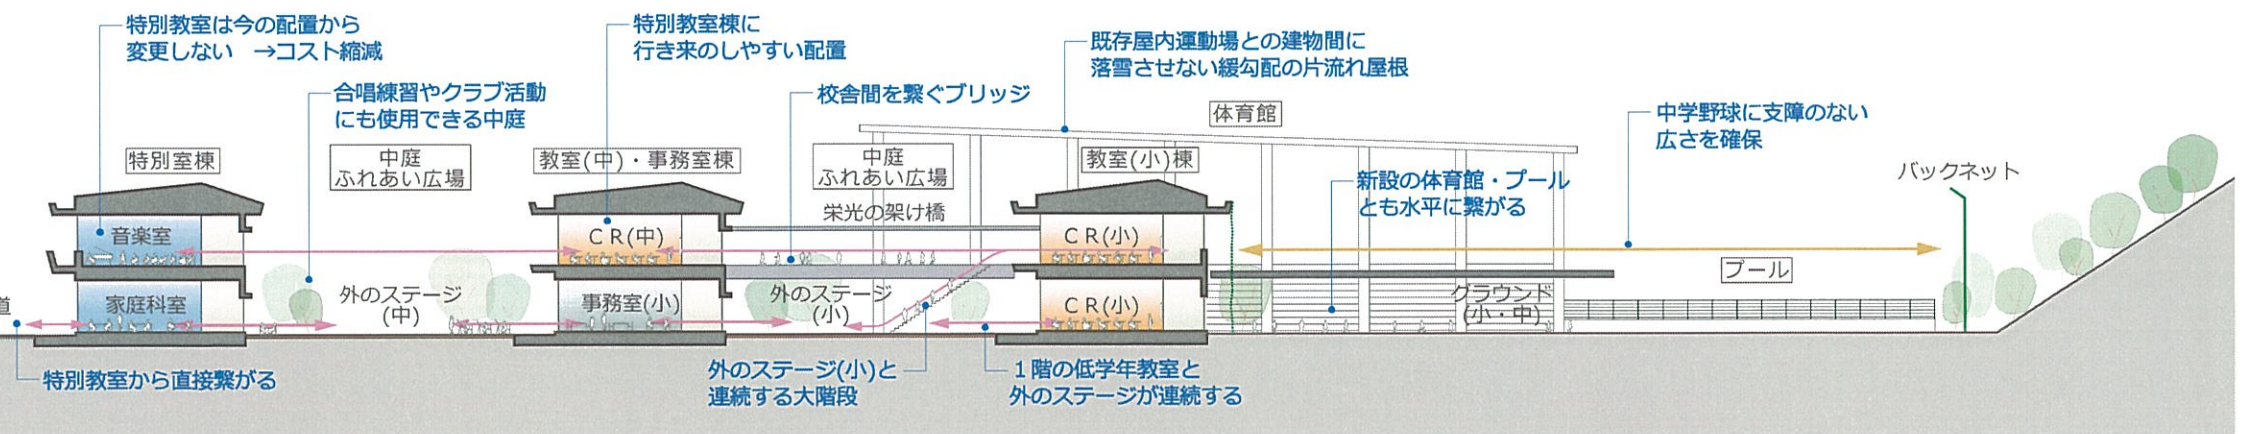 特別教室は今の配置から
変更しない　→コスト縮減
特別教室棟に
行き来のしやすい配置
既存屋内運動場との建物間に
落雪させない緩勾配の片流れ屋根
合唱練習やクラブ活動
にも使用できる中庭
校舎間を繋ぐブリッジ
体育館
中学野球に支障のない
広さを確保
特別室棟
中庭
ふれあい広場
教室(中)・事務室棟
中庭
ふれあい広場
教室(小)棟
新設の体育館・プール
とも水平に繋がる
バックネット
栄光の架け橋
音楽室
CR(中)
CR(小)
プール
道
家庭科室
外のステージ
(中)
事務室(小)
外のステージ
(小)
CR(小)
グラウンド
(小・中)
特別教室から直接繋がる
外のステージ(小)と
連続する大階段
1階の低学年教室と
外のステージが連続する